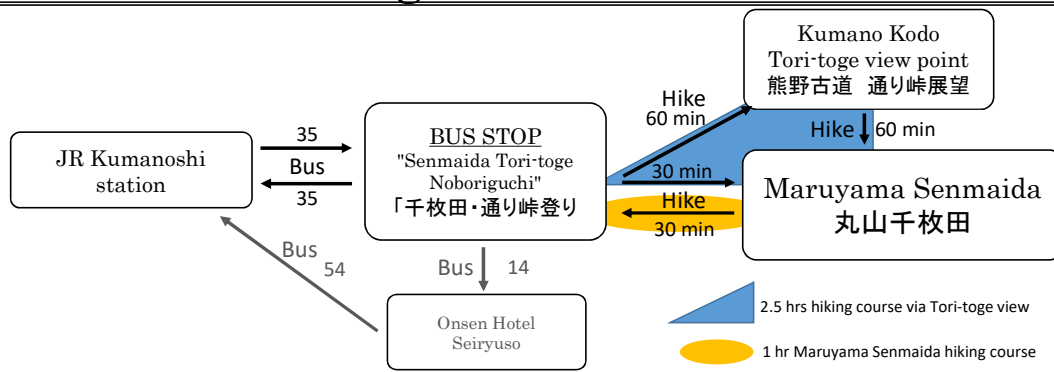 Kumano Kodo
Tori-toge view point
熊野古道 通り峠展望
Hike
60 min
Hike
60 min
35
Bus
35
JR Kumanoshi
station
BUS STOP
"Senmaida Tori-toge
Noboriguchi"
「千枚田・通り峠登り
30 min
Hike
30 min
Maruyama Senmaida
丸山千枚田
Bus
54
Bus
14
Onsen Hotel
Seiryuso
2.5 hrs hiking course via Tori-toge view
1 hr Maruyama Senmaida hiking course